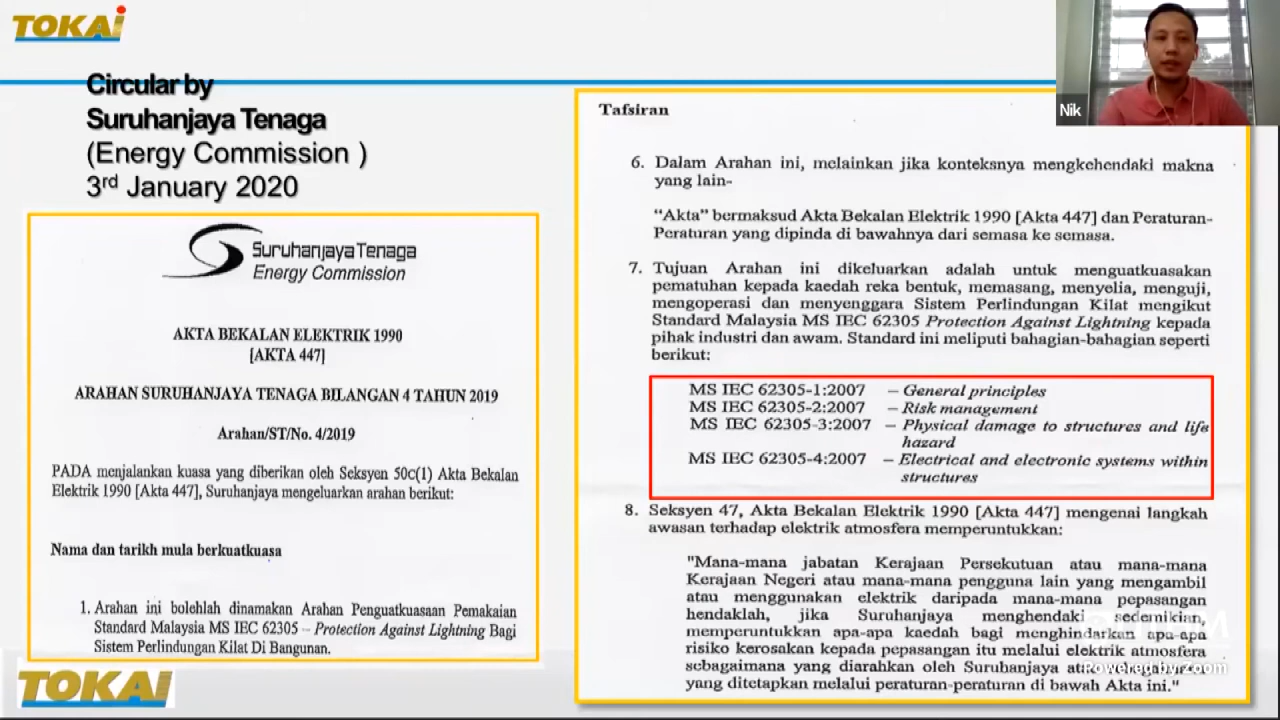 TOKAI
Circular by
Suruhanjaya Tenaga
(Energy Commission )
3rd January 2020
Suruhanjaya Tenaga
Energy Commission
AKTA BEKALAN ELEKTRIK 1990
[AKTA 447]
ARAHAN SURUHANJAYA TENAGA BILANGAN 4 TAHUN 2019
Arahan/ST/No. 4/2019
PADA menjalankan kuasa yang diberikan oleh Seksyen 50c(1) Akta Bekalan
Elektrik 1990 [Akta 447], Suruhanjaya mengeluarkan arahan berikut:
Nama dan tarikh mula berkuatkuasa
1. Arahan ini bolehlah dinamakan Arahan Penguatkuasaan Pemakaian
Standard Malaysia MS IEC 62305 – Protection Against Lightning Bagi
Sistem Perlindungan Kilat Di Bangunan.
TOKAI
Nik
Tafsiran
6. Dalam Arahan ini, melainkan jika konteksnya mengkehendaki makna
yang lain-
“Akta” bermaksud Akta Bekalan Elektrik 1990 [Akta 447] dan Peraturan-
Peraturan yang dipinda di bawahnya dari semasa ke semasa.
7. Tujuan Arahan ini dikeluarkan adalah untuk menguatkuasakan
pematuhan kepada kaedah reka bentuk, memasang, menyelia, menguji,
mengoperasi dan menyenggara Sistem Perlindungan Kilat mengikut
Standard Malaysia MS IEC 62305 Protection Against Lightning kepada
pihak industri dan awam. Standard ini meliputi bahagian-bahagian seperti
berikut:
MS IEC 62305-1:2007 – General principles
MS IEC 62305-2:2007 – Risk management
MS IEC 62305-3:2007 – Physical damage to structures and life
hazard
MS IEC 62305-4:2007 – Electrical and electronic systems within
structures
8. Seksyen 47, Akta Bekalan Elektrik 1990 [Akta 447] mengenai langkah
awasan terhadap elektrik atmosfera memperuntukkan:
"Mana-mana jabatan Kerajaan Persekutuan atau mana-mana
Kerajaan Negeri atau mana-mana pengguna lain yang mengambil
atau menggunakan elektrik daripada mana-mana pepasangan
hendaklah, jika Suruhanjaya menghendaki sedemikian,
memperuntukkan apa-apa kaedah bagi menghindarkan apa-apa
risiko kerosakan kepada pepasangan itu melalui elektrik atmosfera
sebagaimana yang diarahkan oleh Suruhanjaya atau
yang ditetapkan melalui peraturan-peraturan di bawah Akta ini."
Powered by Zoom